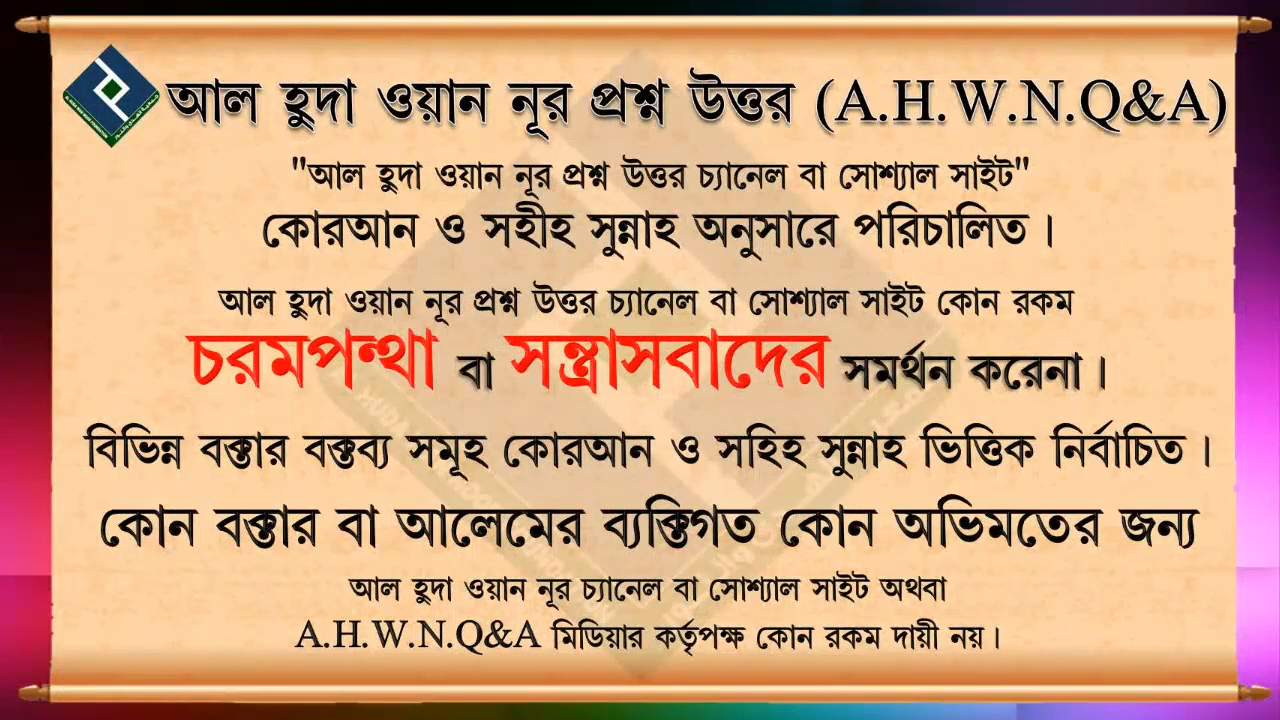 আল হুদা ওয়ান নূর প্রশ্ন উত্তর (A.H.W.N.Q&A)
"আল হুদা ওয়ান নূর প্রশ্ন উত্তর চ্যানেল বা সোশ্যাল সাইট"
কোরআন ও সহীহ সুন্নাহ অনুসারে পরিচালিত।
আল হুদা ওয়ান নূর প্রশ্ন উত্তর চ্যানেল বা সোশ্যাল সাইট কোন রকম
চরমপন্থা বা সন্ত্রাসবাদের সমর্থন করেনা।
বিভিন্ন বক্তার বক্তব্য সমূহ কোরআন ও সহিহ সুন্নাহ ভিত্তিক নির্বাচিত।
কোন বক্তার বা আলেমের ব্যক্তিগত কোন অভিমতের জন্য
আল হুদা ওয়ান নূর চ্যানেল বা সোশ্যাল সাইট অথবা
A.H.W.N.Q&A মিডিয়ার কর্তৃপক্ষ কোন রকম দায়ী নয়।